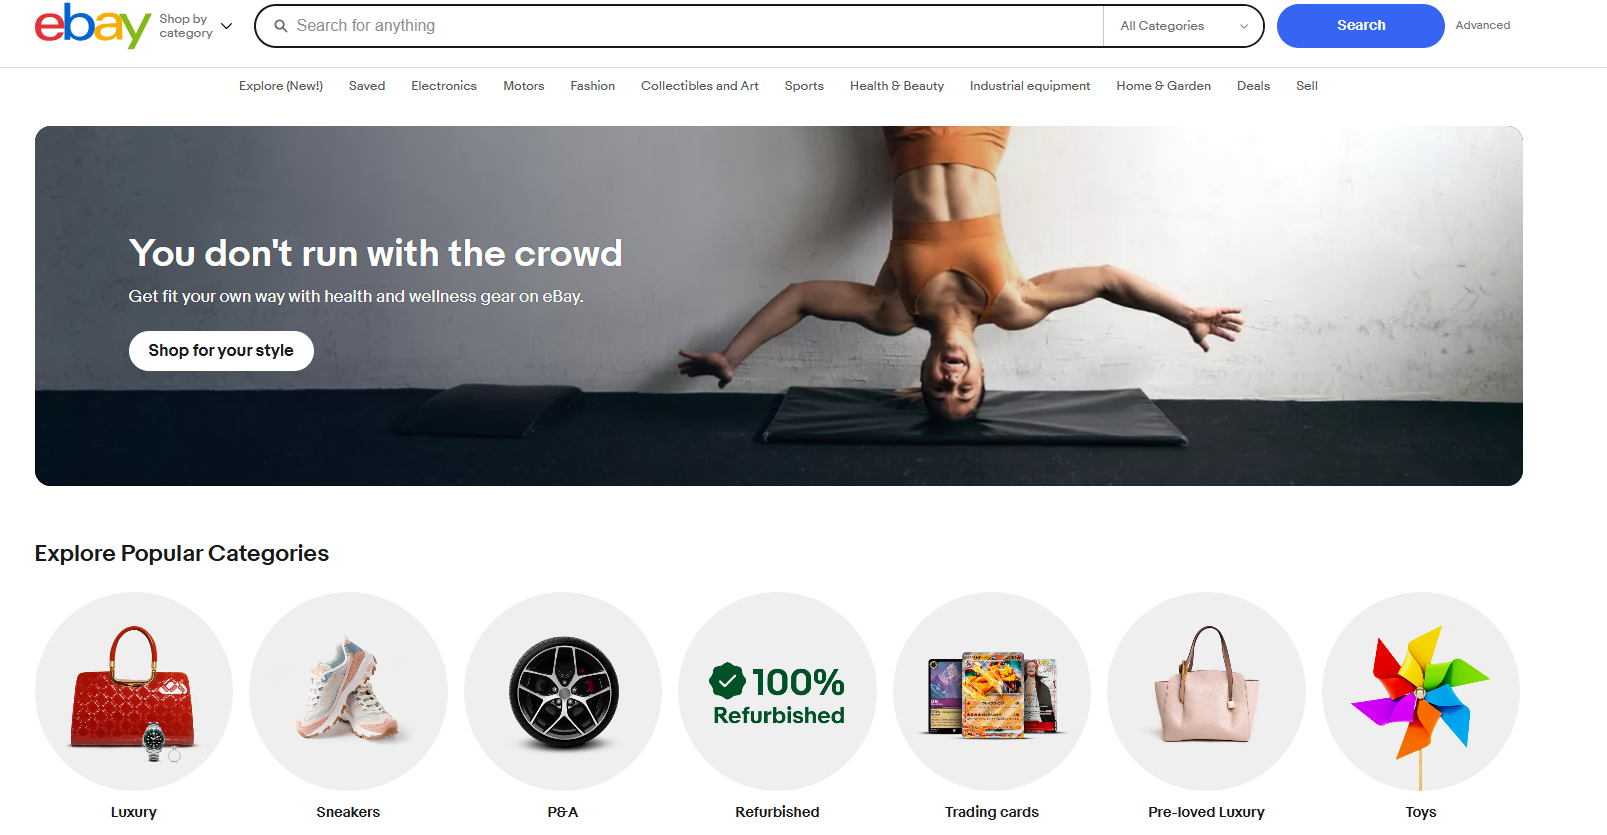 ebay
Shop by
category
Search for anything
All Categories
Search
Advanced
Explore (New!)
Saved
Electronics
Motors
Fashion
Collectibles and Art
Sports
Health & Beauty
Industrial equipment
Home & Garden
Deals
Sell
You don't run with the crowd
Get fit your own way with health and wellness gear on eBay.
Shop for your style
Explore Popular Categories
100%
Refurbished
Luxury
Sneakers
P&A
Refurbished
Trading cards
Pre-loved Luxury
Toys